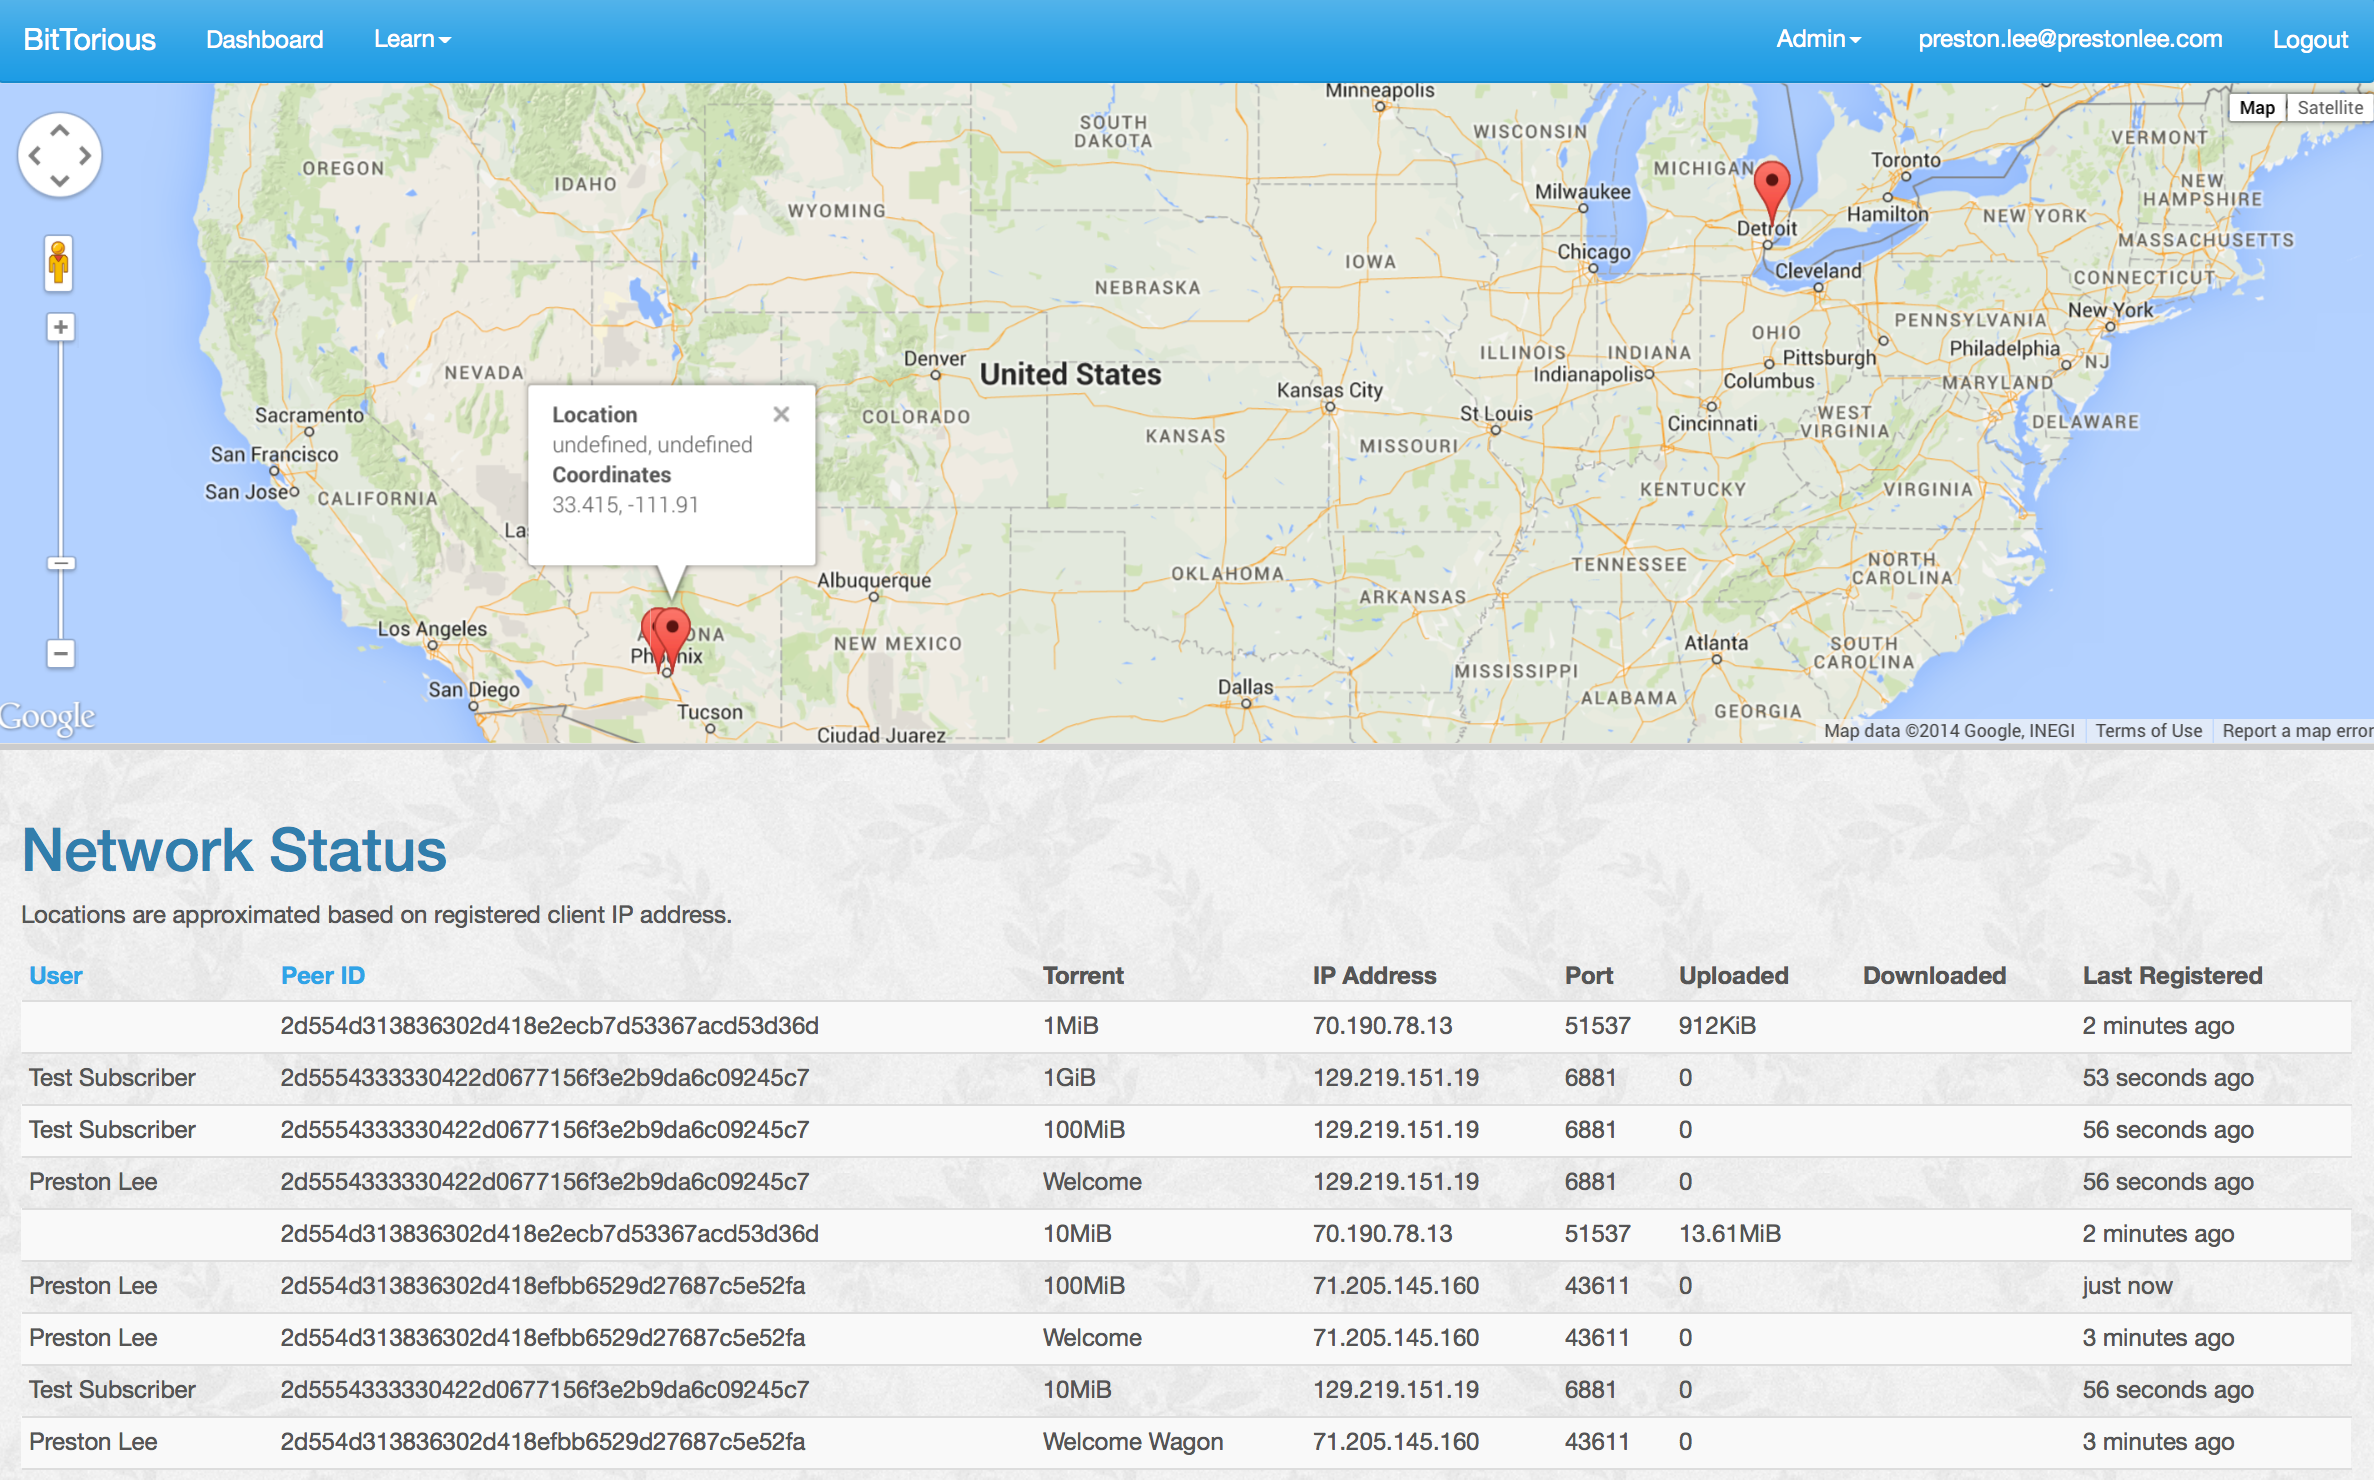 BitTorious Dashboard Learn Admin preston.lee@prestonlee.com Logout
Map Satellite
Minneapolis
SOUTH DAKOTA
WISCONSIN
VERMONT
OREGON
IDAHO
MICHIGAN
Toronto
Milwaukee
NEW HAMPSHIRE
WYOMING
Hamilton
NEW YORK
Detroit
MASSACHUSETTS
Chicago
IOWA
Cleveland
CONNECTICUT
NEBRASKA
New York
PENNSYLVANIA
OHIO
ILLINOIS
INDIANA
Pittsburgh
Philadelphia
NJ
Denver
United States
NEVADA
Indianapolis
Columbus
MARYLAND
Kansas City
Sacramento
COLORADO
St Louis
Cincinnati
WEST VIRGINIA
DELAWARE
KANSAS
MISSOURI
Location
undefined, undefined
Coordinates
33.415, -111.91
San Francisco
San Jose
CALIFORNIA
KENTUCKY
VIRGINIA
La
Albuquerque
OKLAHOMA
TENNESSEE
NORTH CAROLINA
ARKANSAS
Los Angeles
NEW MEXICO
Atlanta
SOUTH CAROLINA
San Diego
Dallas
MISSISSIPPI
ALABAMA
GEORGIA
Tucson
Ciudad Juarez
Google
Map data ©2014 Google, INEGI Terms of Use Report a map error
Network Status
Locations are approximated based on registered client IP address.
User Peer ID Torrent IP Address Port Uploaded Downloaded Last Registered
2d554d313836302d418e2ecb7d53367acd53d36d 1MiB 70.190.78.13 51537 912KiB 2 minutes ago
Test Subscriber 2d5554333330422d0677156f3e2b9da6c09245c7 1GiB 129.219.151.19 6881 0 53 seconds ago
Test Subscriber 2d5554333330422d0677156f3e2b9da6c09245c7 100MiB 129.219.151.19 6881 0 56 seconds ago
Preston Lee 2d5554333330422d0677156f3e2b9da6c09245c7 Welcome 129.219.151.19 6881 0 56 seconds ago
2d554d313836302d418e2ecb7d53367acd53d36d 10MiB 70.190.78.13 51537 13.61MiB 2 minutes ago
Preston Lee 2d554d313836302d418efbb6529d27687c5e52fa 100MiB 71.205.145.160 43611 0 just now
Preston Lee 2d554d313836302d418efbb6529d27687c5e52fa Welcome 71.205.145.160 43611 0 3 minutes ago
Test Subscriber 2d5554333330422d0677156f3e2b9da6c09245c7 10MiB 129.219.151.19 6881 0 56 seconds ago
Preston Lee 2d554d313836302d418efbb6529d27687c5e52fa Welcome Wagon 71.205.145.160 43611 0 3 minutes ago